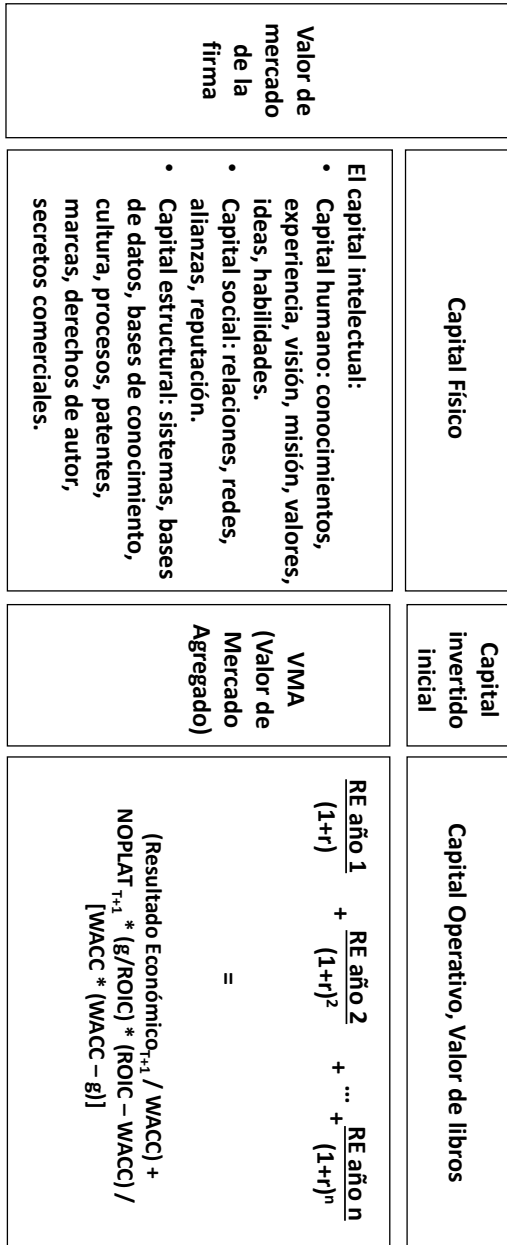 Valor de
mercado
de la
firma
Capital Físico
El capital intelectual:
• Capital humano: conocimientos,
experiencia, visión, misión, valores,
ideas, habilidades.
• Capital social: relaciones, redes,
alianzas, reputación.
• Capital estructural: sistemas, bases
de datos, bases de conocimiento,
cultura, procesos, patentes,
marcas, derechos de autor,
secretos comerciales.
Capital
invertido
inicial
VMA
(Valor de
Mercado
Agregado)
Capital Operativo, Valor de libros
RE año 1 + RE año 2 + ... + RE año n
(1+r) (1+r)² (1+r)ⁿ
=
(Resultado Económico T+1 / WACC) +
NOPLAT T+1 * (g/ROIC) * (ROIC – WACC) /
[WACC * (WACC – g)]